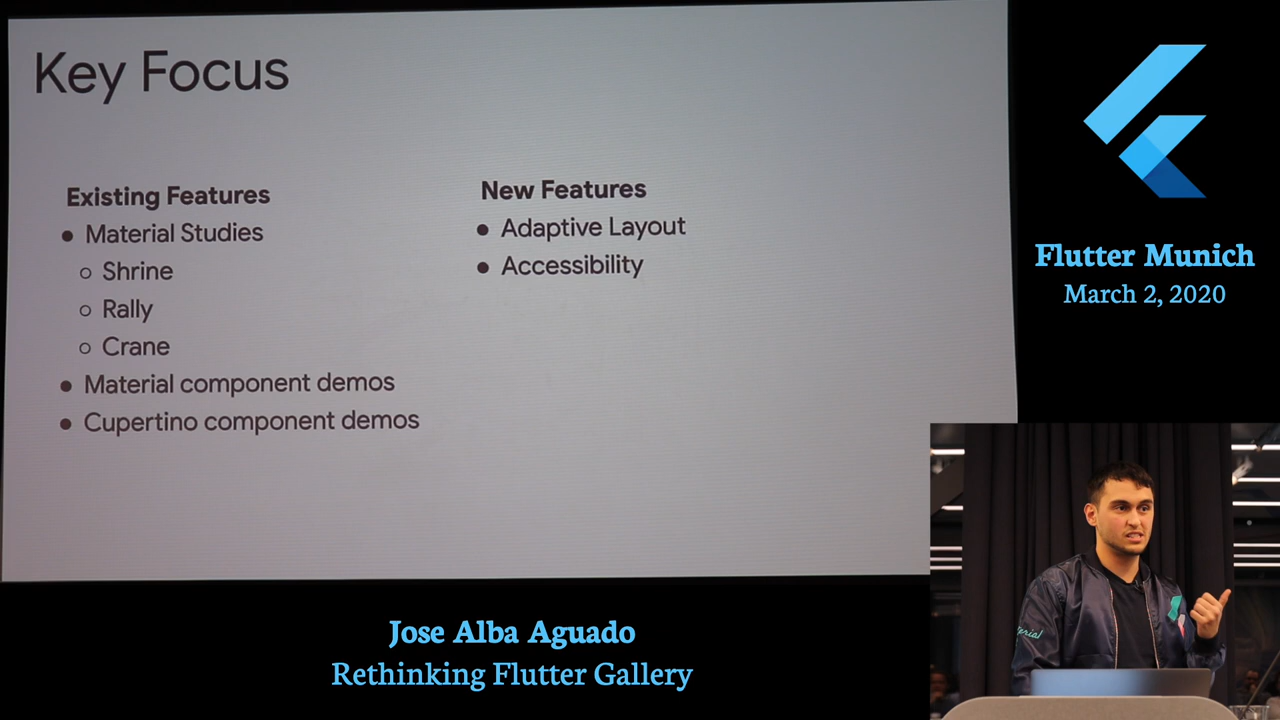 Key Focus
Existing Features
● Material Studies
○ Shrine
○ Rally
○ Crane
● Material component demos
● Cupertino component demos
New Features
● Adaptive Layout
● Accessibility
Flutter Munich
March 2, 2020
erial
Jose Alba Aguado
Rethinking Flutter Gallery